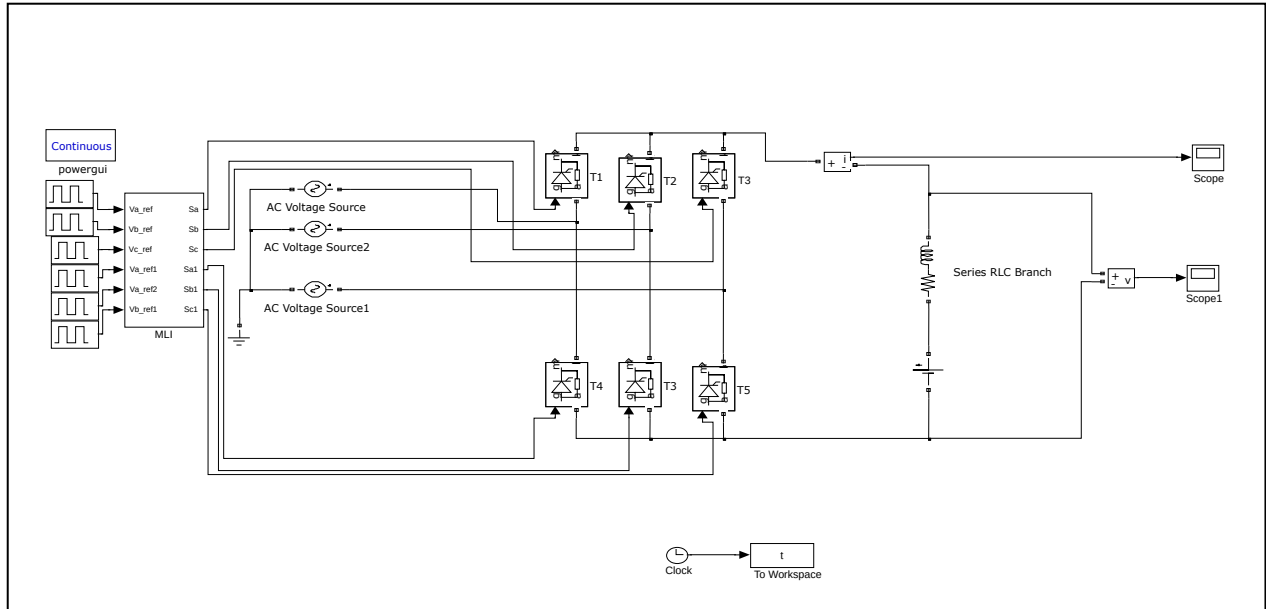 Continuous
powergui
Va_ref
Vb_ref
Vc_ref
Va_ref1
Va_ref2
Vb_ref1
Sa
Sb
Sc
Sa1
Sb1
Sc1
MLI
AC Voltage Source
AC Voltage Source2
AC Voltage Source1
T1
T2
T3
T4
T3
T5
+ i -
Scope
Series RLC Branch
+ v -
Scope1
Clock
t
To Workspace